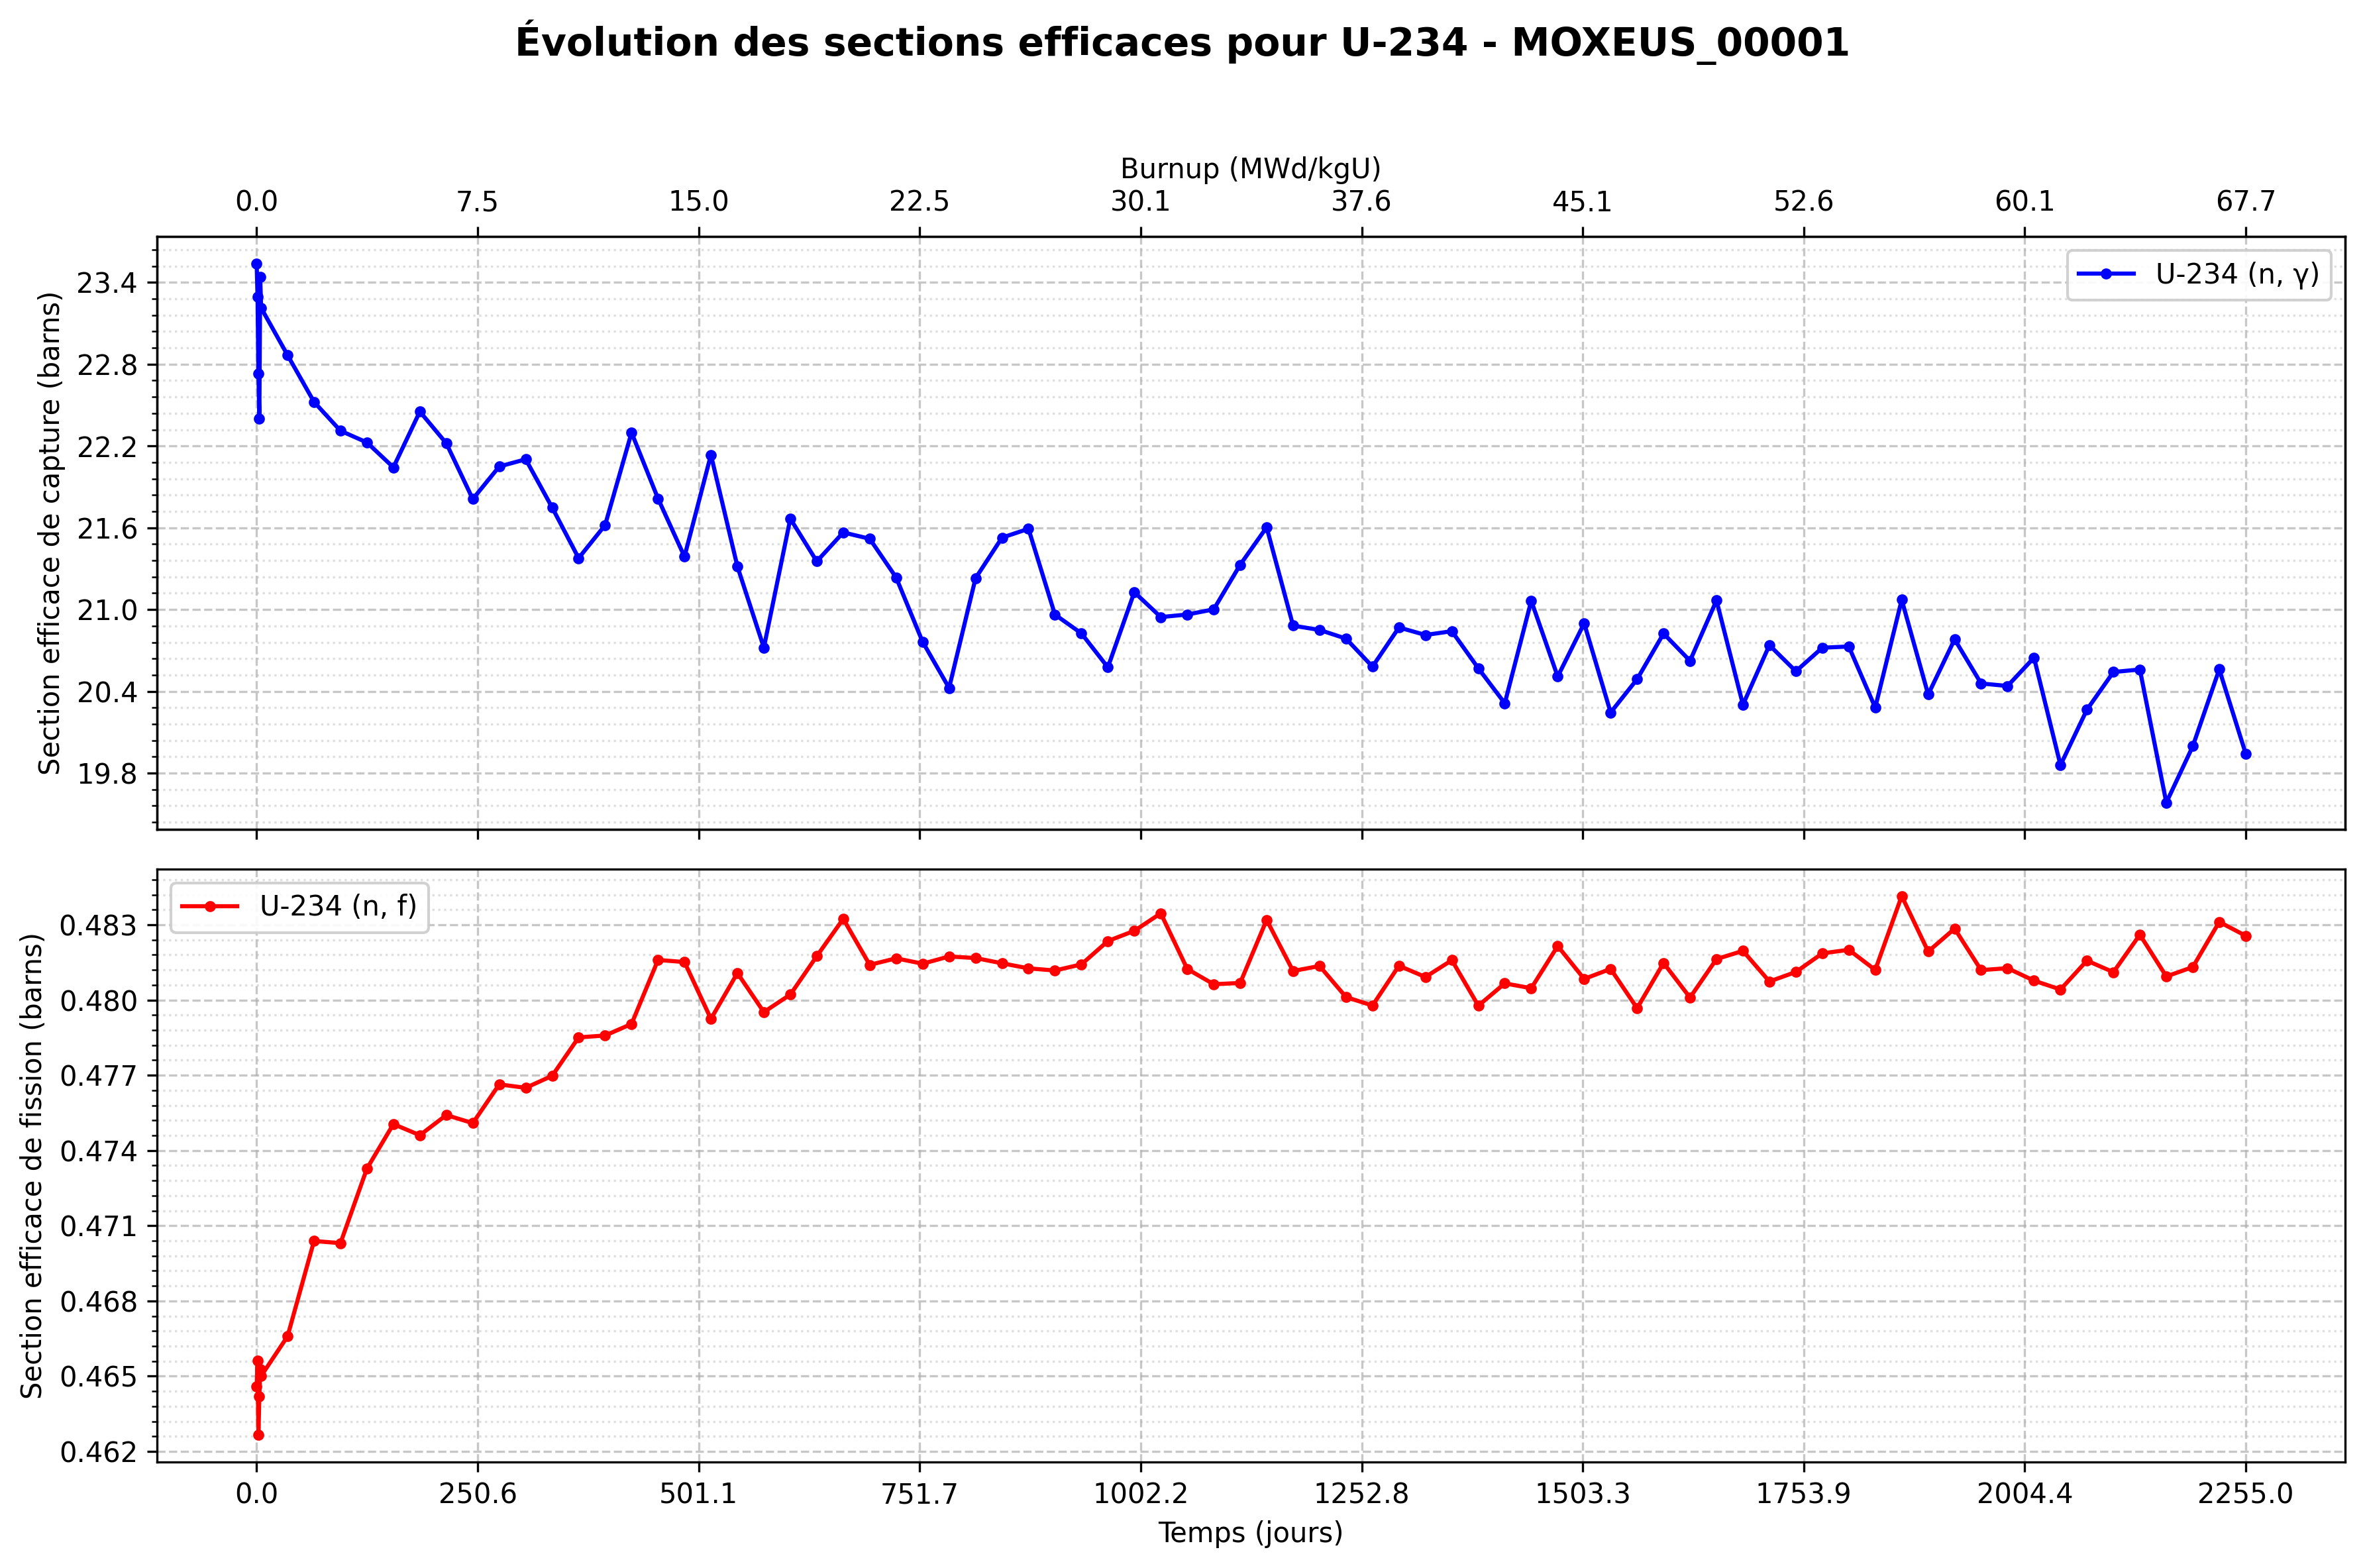 Évolution des sections efficaces pour U-234 - MOXEUS_00001
Burnup (MWd/kgU)
0.0 7.5 15.0 22.5 30.1 37.6 45.1 52.6 60.1 67.7
U-234 (n, γ)
Section efficace de capture (barns)
23.4
22.8
22.2
21.6
21.0
20.4
19.8
U-234 (n, f)
Section efficace de fission (barns)
0.483
0.480
0.477
0.474
0.471
0.468
0.465
0.462
0.0 250.6 501.1 751.7 1002.2 1252.8 1503.3 1753.9 2004.4 2255.0
Temps (jours)